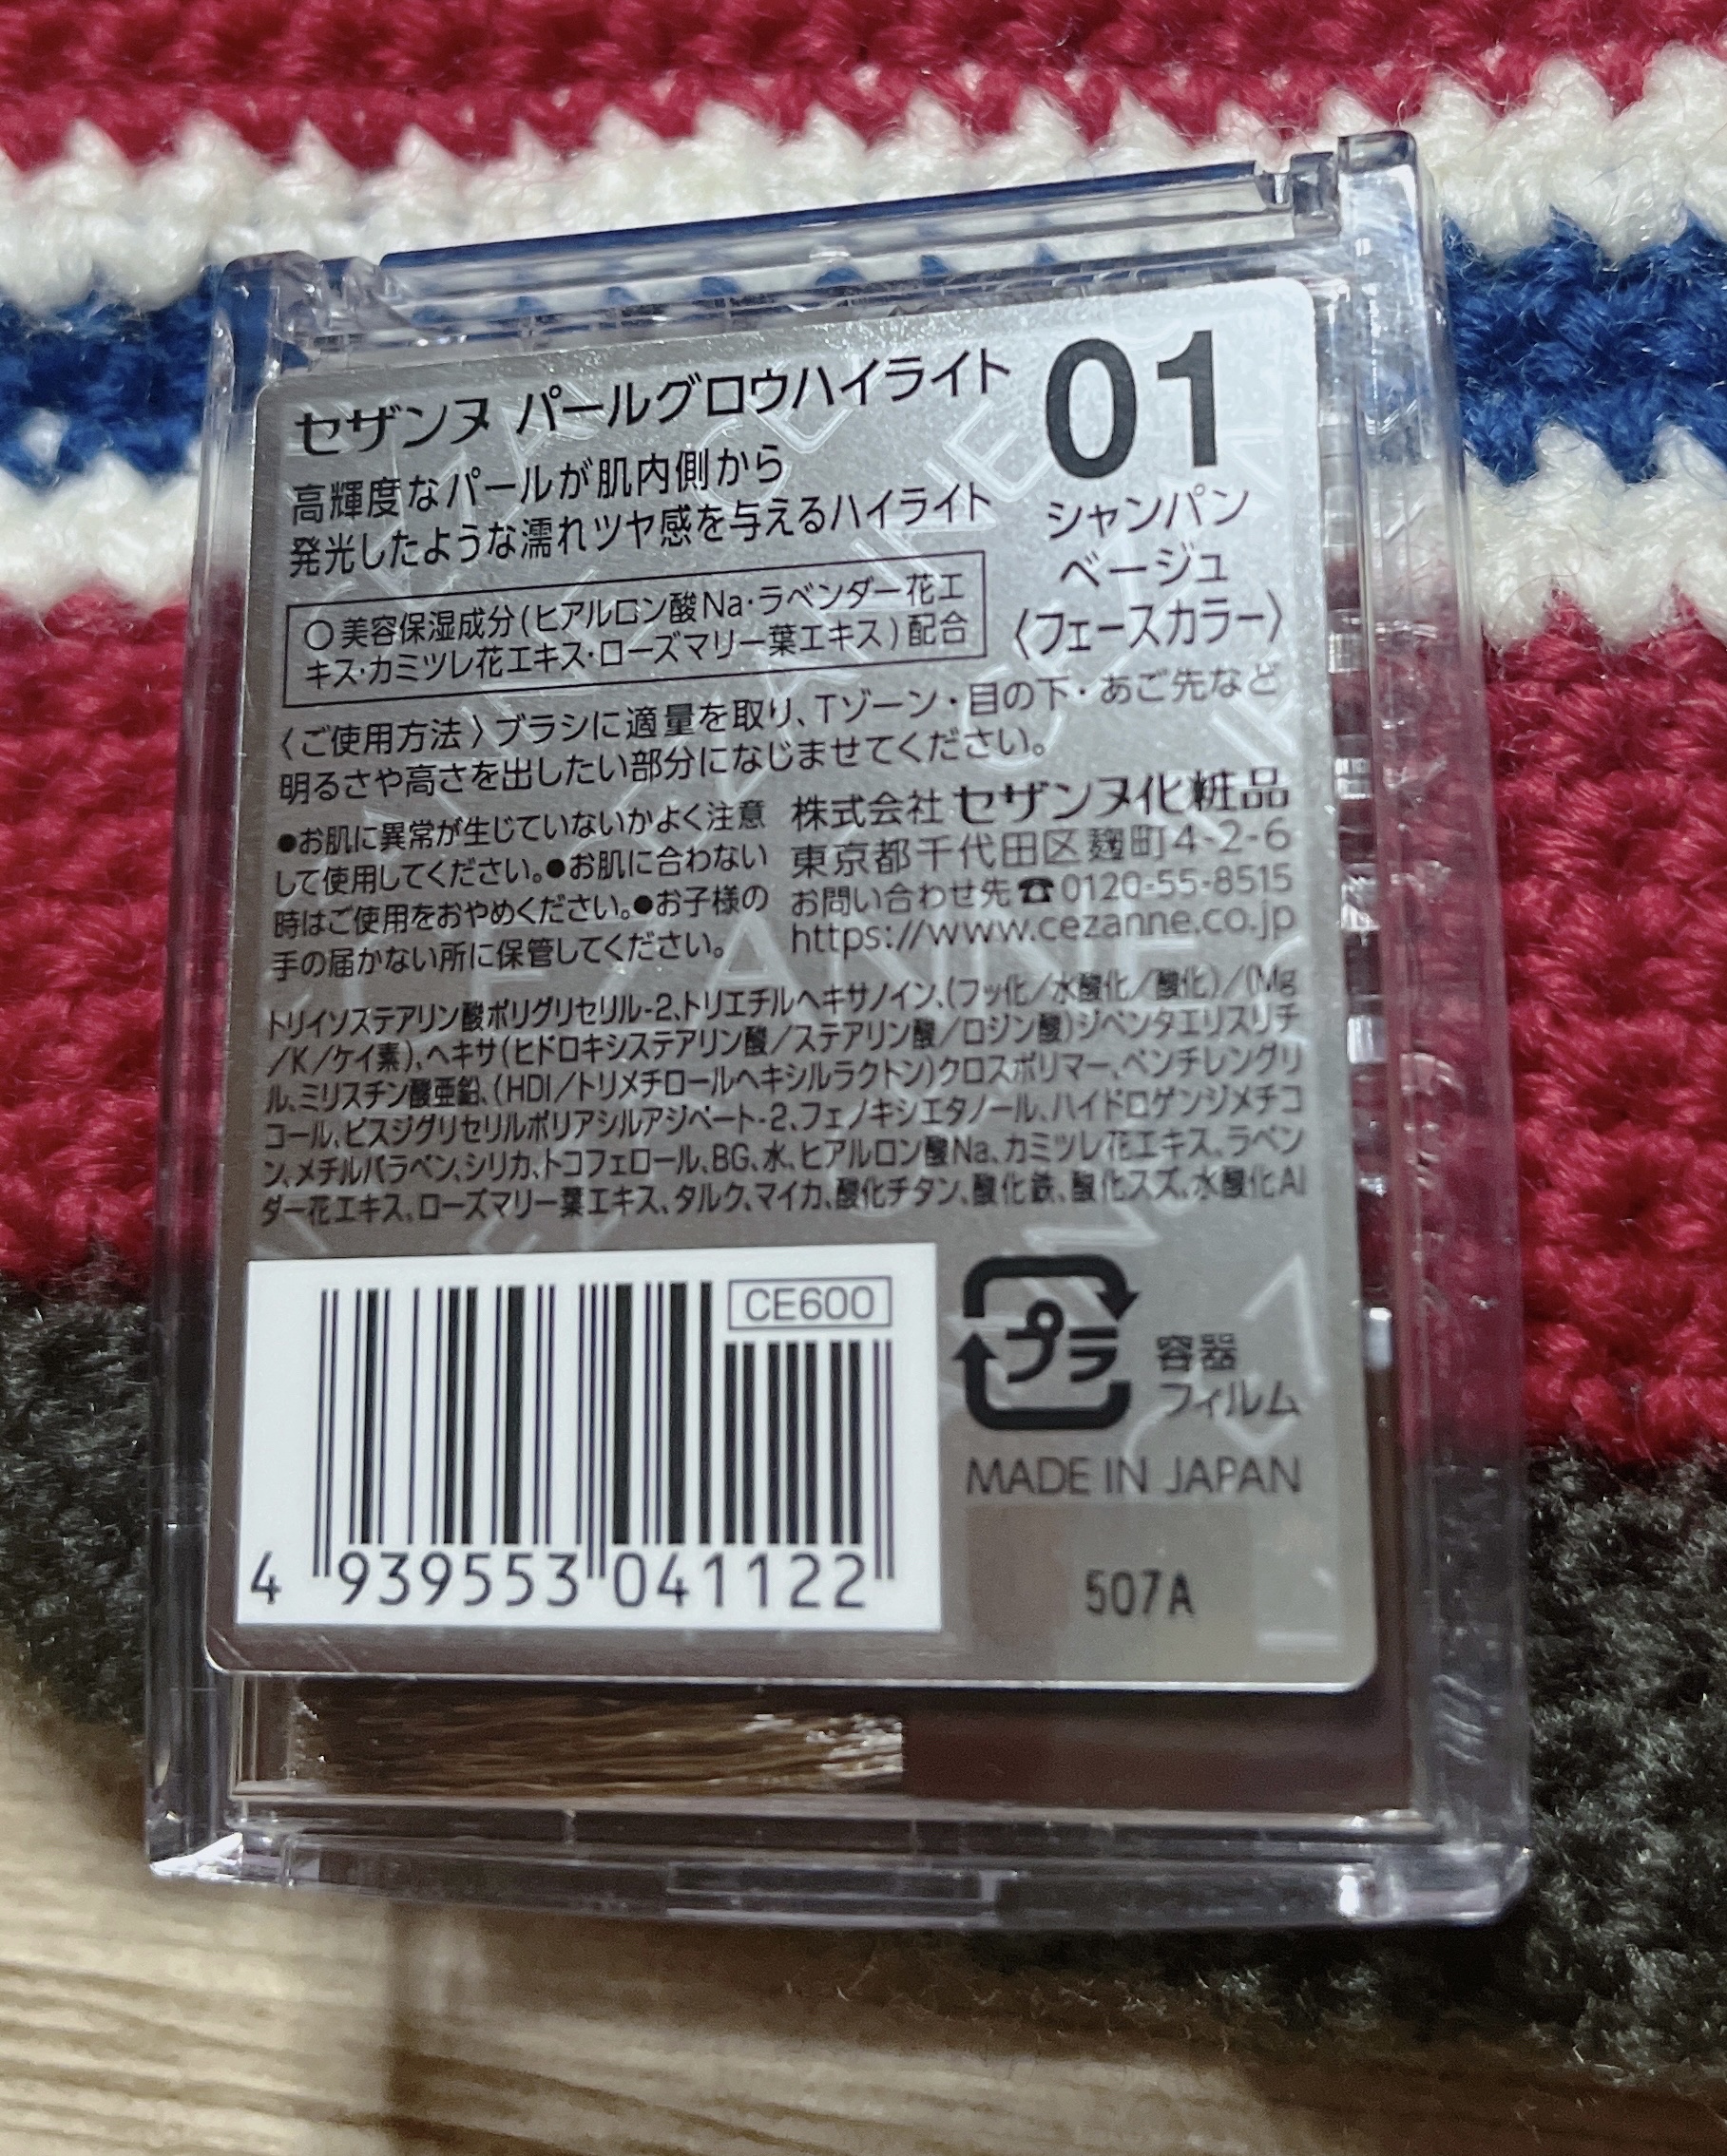 セザンヌ パールグロウハイライト
高輝度なパールが肌内側から
発光したような濡れツヤ感を与えるハイライト
01
シャンパン
ベージュ
〈フェースカラー〉
○美容保湿成分(ヒアルロン酸Na･ラベンダー花エ
キス･カミツレ花エキス･ローズマリー葉エキス)配合
〈ご使用方法〉ブラシに適量を取り、Tゾーン・目の下・あご先など
明るさや高さを出したい部分になじませてください。
●お肌に異常が生じていないかよく注意
して使用してください。●お肌に合わない
時はご使用をおやめください。●お子様の
手の届かない所に保管してください。
株式会社 セザンヌ化粧品
東京都千代田区麹町4-2-6
お問い合わせ先☎0120-55-8515
https://www.cezanne.co.jp
トリイソステアリン酸ポリグリセリル-2、トリエチルヘキサノイン、(フッ化/水酸化/酸化)/(Mg
/K/ケイ素)、ヘキサ(ヒドロキシステアリン酸/ステアリン酸/ロジン酸)ジペンタエリスリチ
ル、ミリスチン酸亜鉛、(HDI/トリメチロールヘキシルラクトン)クロスポリマー、ペンチレングリ
コール、ビスジグリセリルポリアシルアジペート-2、フェノキシエタノール、ハイドロゲンジメチコ
ン、メチルパラベン、シリカ、トコフェロール、BG、水、ヒアルロン酸Na、カミツレ花エキス、ラベン
ダー花エキス、ローズマリー葉エキス、タルク、マイカ、酸化チタン、酸化鉄、酸化スズ、水酸化Al
CE600
4 939553 041122
プラ
容器
フィルム
MADE IN JAPAN
507A